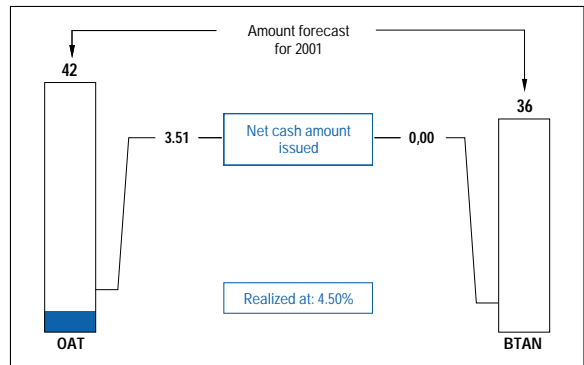 Amount forecast
for 2001
42
36
3.51
Net cash amount
issued
0,00
Realized at: 4.50%
OAT
BTAN